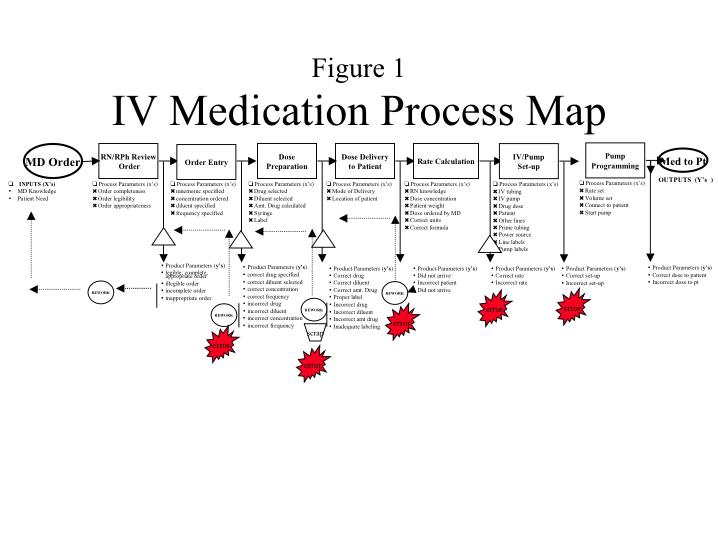 Figure 1
IV Medication Process Map
MD Order
RN/RPh Review
Order
Order Entry
Dose
Preparation
Dose Delivery
to Patient
Rate Calculation
IV/Pump
Set-up
Pump
Programming
Med to Pt
❑ INPUTS (X's)
• MD Knowledge
• Patient Need
❑ Process Parameters (x's)
✖ Order completeness
✖ Order legibility
✖ Order appropriateness
❑ Process Parameters (x's)
✖ mnemonic specified
✖ concentration ordered
✖ diluent specified
✖ frequency specified
❑ Process Parameters (x's)
✖ Drug selected
✖ Diluent selected
✖ Amt. Drug calculated
✖ Syringe
✖ Label
❑ Process Parameters (x's)
✖ Mode of Delivery
✖ Location of patient
❑ Process Parameters (x's)
✖ RN knowledge
✖ Dose concentration
✖ Patient weight
✖ Dose ordered by MD
✖ Correct units
✖ Correct formula
❑ Process Parameters (x's)
✖ IV tubing
✖ IV pump
✖ Drug dose
✖ Patient
✖ Other lines
✖ Prime tubing
✖ Power source
✖ Line labels
Pump labels
❑ Process Parameters (x's)
✖ Rate set
✖ Volume set
✖ Connect to patient
✖ Start pump
OUTPUTS (Y's )
• Product Parameters (y's)
• legible, complete,
appropriate order
• illegible order
• incomplete order
• inappropriate order
Product Parameters (y's)
• correct drug specified
• correct diluent selected
• correct concentration
• correct frequency
• incorrect drug
• incorrect diluent
• incorrect concentration
• incorrect frequency
Product Parameters (y's)
• Correct drug
• Correct diluent
• Correct amt. Drug
• Proper label
• Incorrect drug
• Incorrect diluent
• Incorrect amt drug
• Inadequate labeling
Product Parameters (y's)
• Did not arrive
• Incorrect patient
• Did not arrive
• Product Parameters (y's)
• Correct rate
• Incorrect rate
• Product Parameters (y's)
• Correct set-up
• Incorrect set-up
• Product Parameters (y's)
• Correct dose to patient
• Incorrect dose to pt
REWORK
REWORK
REWORK
REWORK
scrap
error
error
error
error
error